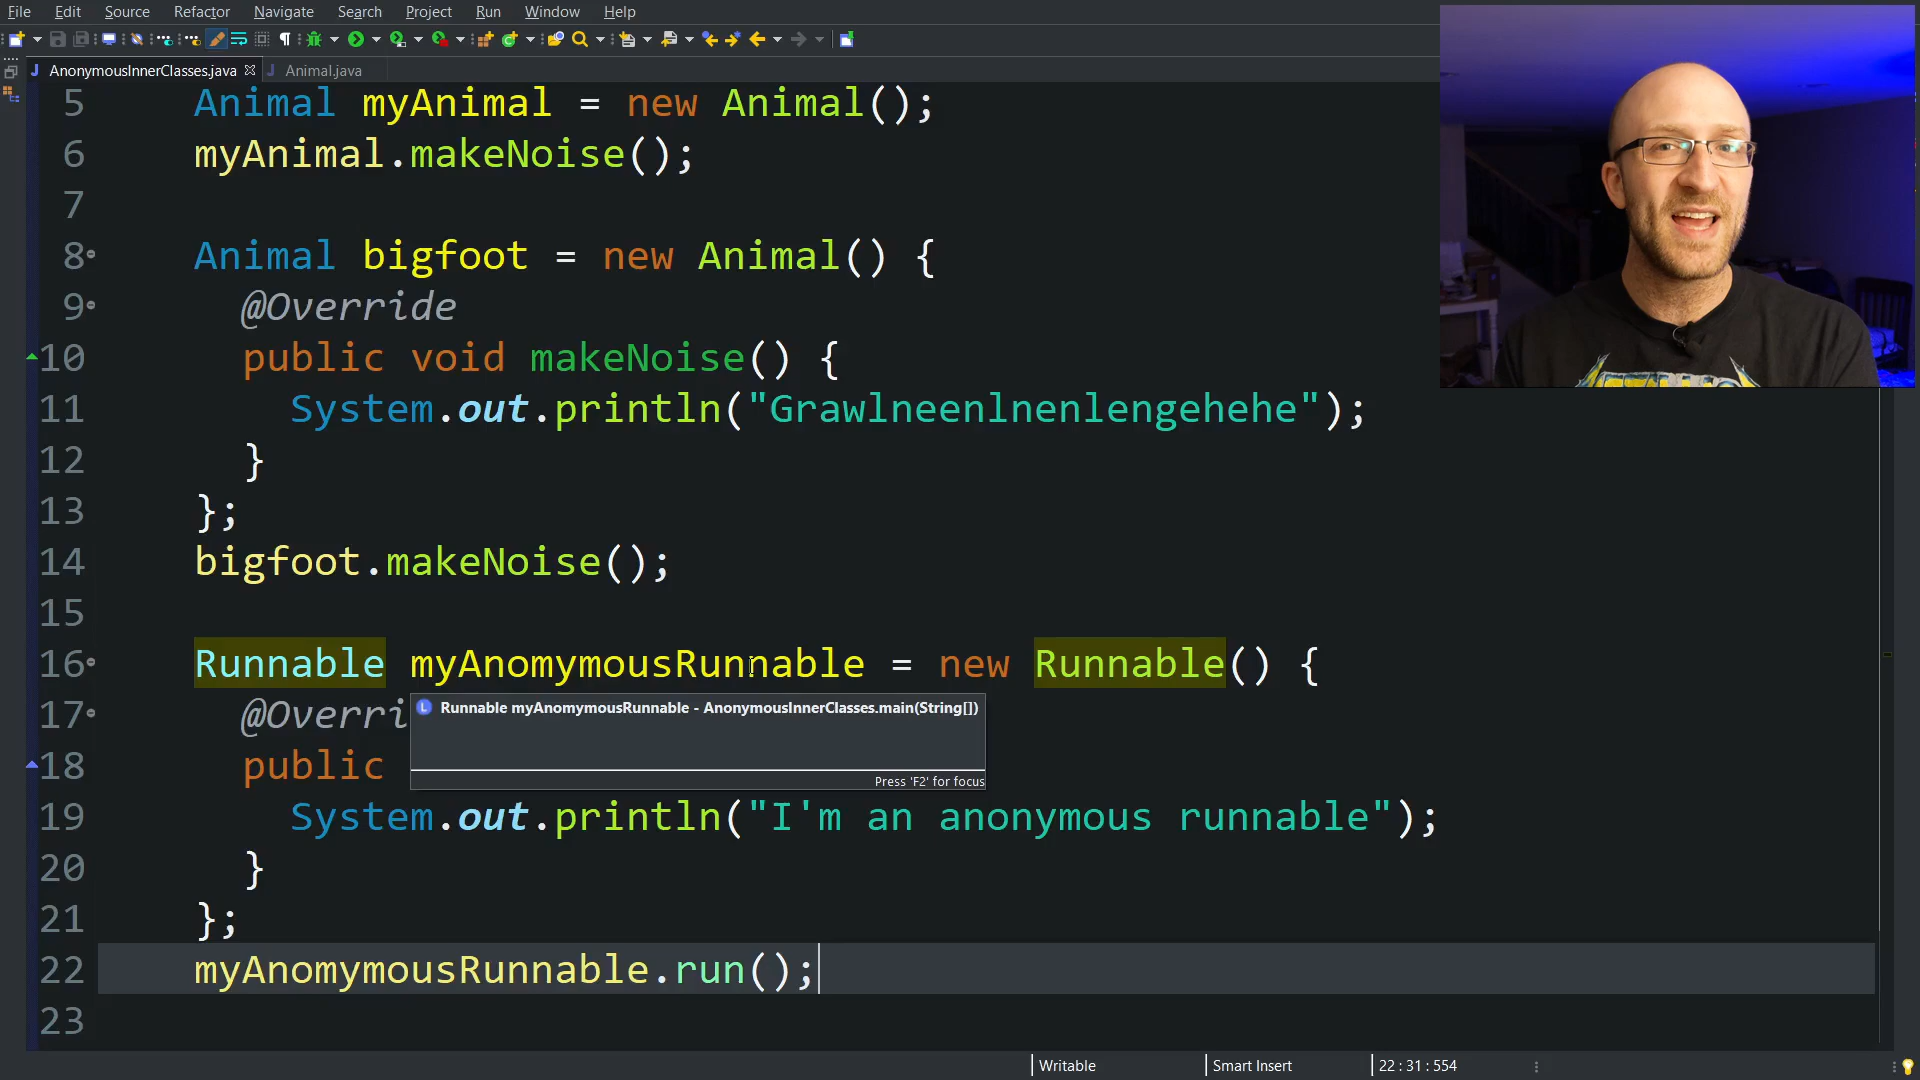 File Edit Source Refactor Navigate Search Project Run Window Help
AnonymousInnerClasses.java Animal.java
5 Animal myAnimal = new Animal();
6 myAnimal.makeNoise();
7
8 Animal bigfoot = new Animal() {
9 @Override
10 public void makeNoise() {
11 System.out.println("Grawlneenlnenlengehehe");
12 }
13 };
14 bigfoot.makeNoise();
15
16 Runnable myAnomymousRunnable = new Runnable() {
17 @Overri
Runnable myAnomymousRunnable - AnonymousInnerClasses.main(String[])
18 public
Press 'F2' for focus
19 System.out.println("I'm an anonymous runnable");
20 }
21 };
22 myAnomymousRunnable.run();
23
Writable Smart Insert 22 : 31 : 554